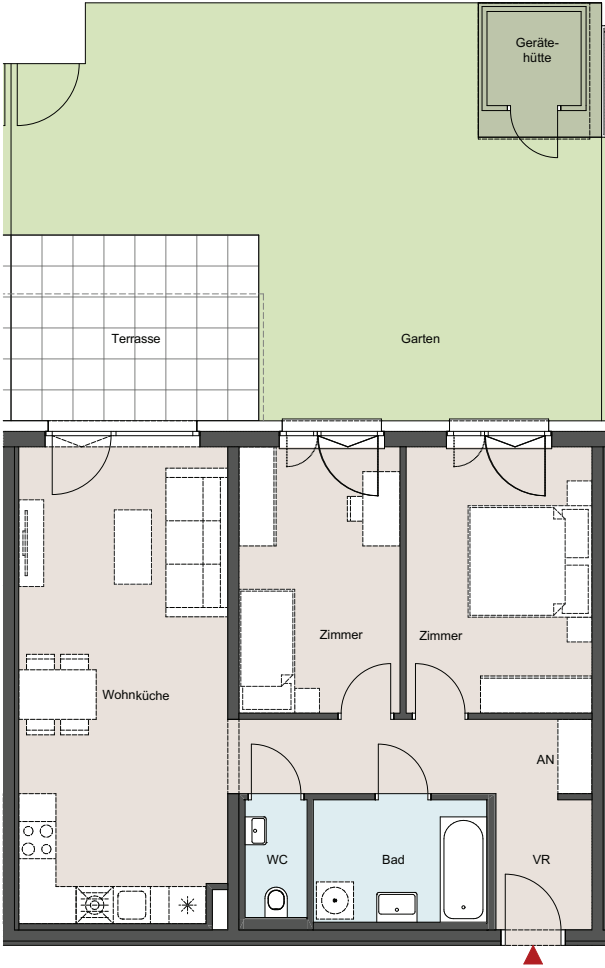 Geräte-
hütte
Terrasse
Garten
Zimmer
Zimmer
Wohnküche
AN
WC
Bad
VR